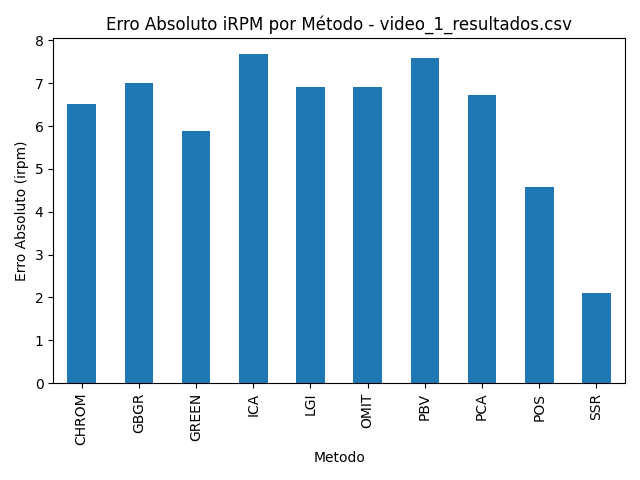 Erro Absoluto iRPM por Método - video_1_resultados.csv
8
7
6
5
4
3
2
1
0
Erro Absoluto (irpm)
CHROM
GBGR
GREEN
ICA
LGI
OMIT
PBV
PCA
POS
SSR
Metodo